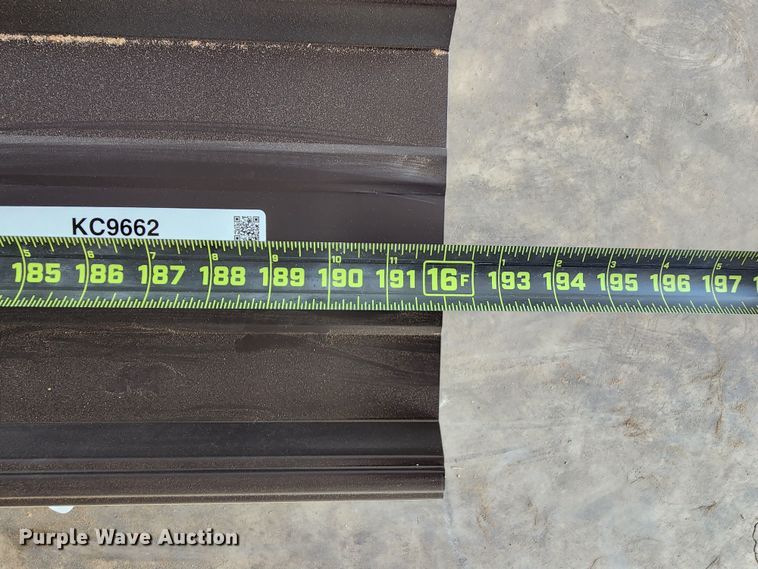 KC9662
5 6 7 8 9 10 11 1 2 3 4 5
185 186 187 188 189 190 191 16F 193 194 195 196 197
Purple Wave Auction